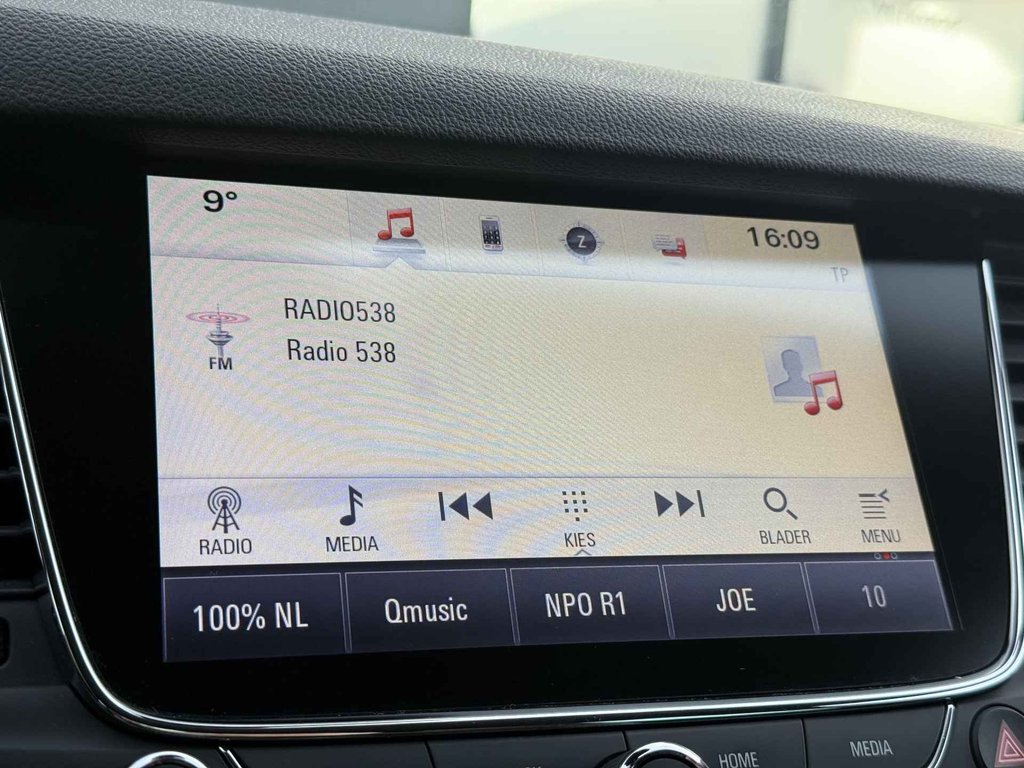 9°
16:09
TP
RADIO538
Radio 538
FM
Z
RADIO
MEDIA
KIES
BLADER
MENU
100% NL
Qmusic
NPO R1
JOE
10
HOME
MEDIA